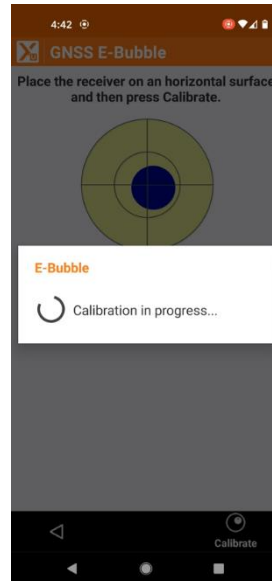 4:42
GNSS E-Bubble
Place the receiver on an horizontal surface
and then press Calibrate.
E-Bubble
Calibration in progress...
Calibrate